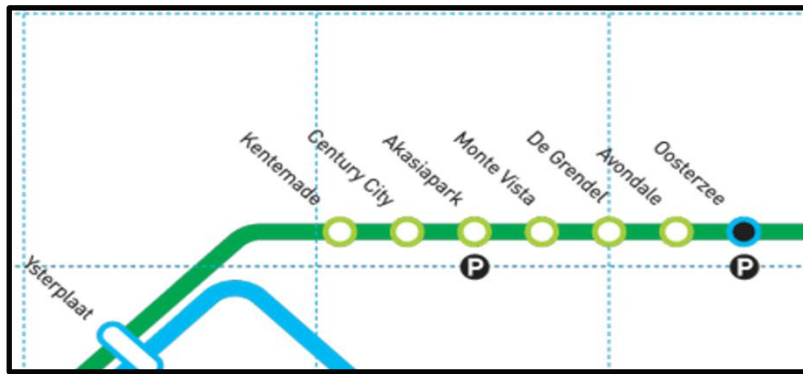 Kentemade
Century City
Akasiapark
Monte Vista
De Grendel
Avondale
Oosterzee
P
P
Ysterplaat